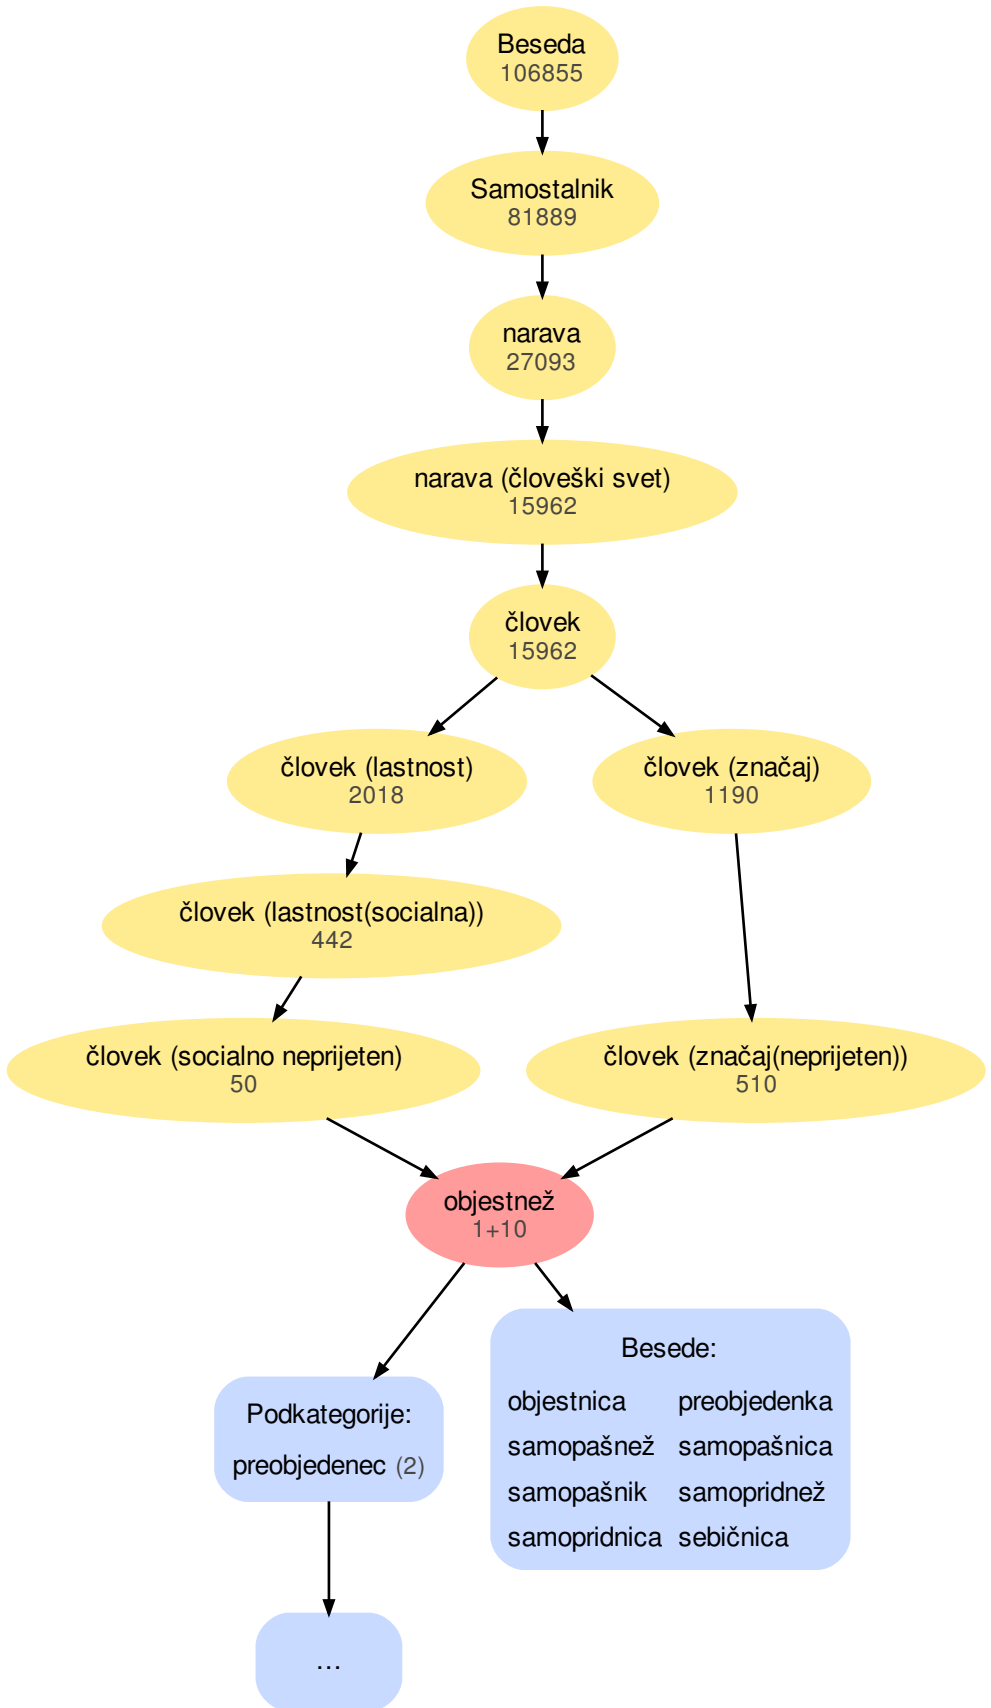 Beseda
106855
Samostalnik
81889
narava
27093
narava (človeški svet)
15962
človek
15962
človek (lastnost)
2018
človek (značaj)
1190
človek (lastnost(socialna))
442
človek (socialno neprijeten)
50
človek (značaj(neprijeten))
510
objestnež
1+10
Podkategorije:
preobjedenec (2)
Besede:
objestnica preobjedenka
samopašnež samopašnica
samopašnik samopridnež
samopridnica sebičnica
...